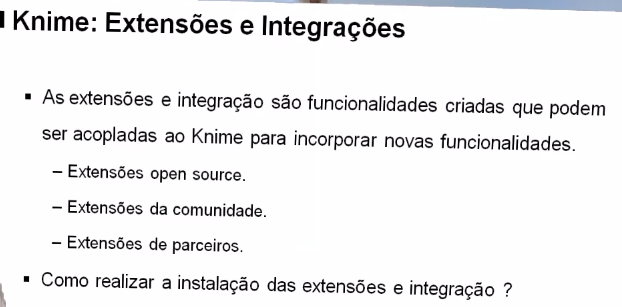 Knime: Extensões e Integrações
▪ As extensões e integração são funcionalidades criadas que podem
ser acopladas ao Knime para incorporar novas funcionalidades.
– Extensões open source.
– Extensões da comunidade.
– Extensões de parceiros.
▪ Como realizar a instalação das extensões e integração ?